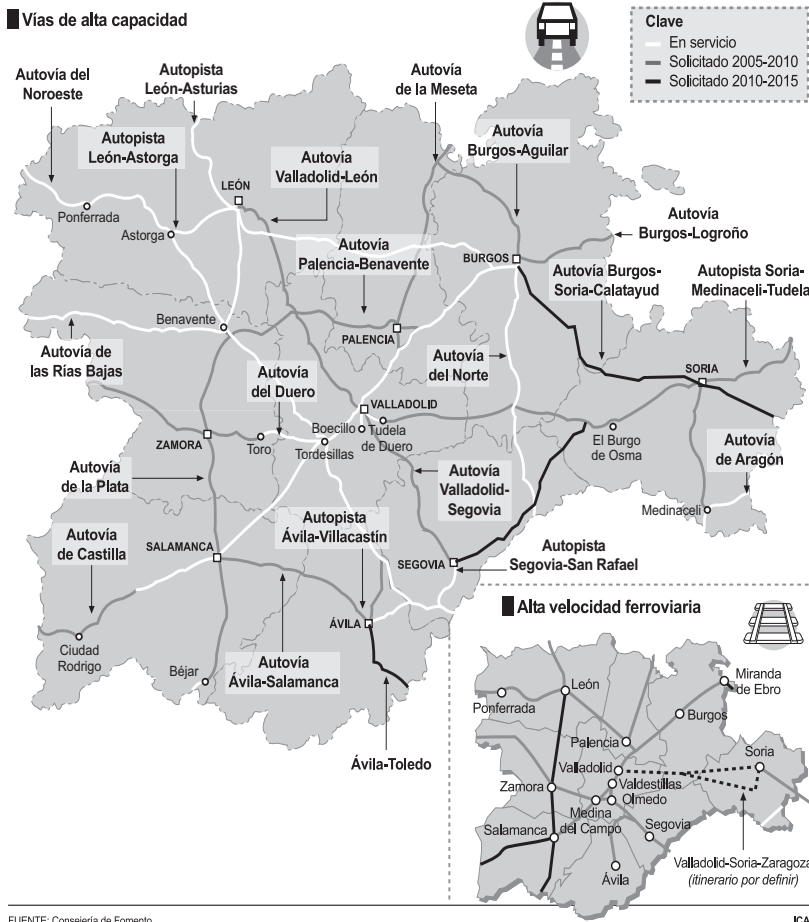 Vías de alta capacidad
Clave
En servicio
Solicitado 2005-2010
Solicitado 2010-2015
Autovía del
Noroeste
Autopista
León-Asturias
Autovía
de la Meseta
Autopista
León-Astorga
Autovía
Valladolid-León
Autovía
Burgos-Aguilar
LEÓN
Ponferrada
Astorga
Autovía
Burgos-Logroño
Autovía
Palencia-Benavente
BURGOS
Autovía Burgos-
Soria-Calatayud
Autopista Soria-
Medinaceli-Tudela
Benavente
PALENCIA
Autovía de
las Rías Bajas
Autovía
del Duero
Autovía
del Norte
SORIA
VALLADOLID
ZAMORA
Toro
Boecillo
Tordesillas
Tudela
de Duero
El Burgo
de Osma
Autovía
de Aragón
Autovía
de la Plata
Autovía
Valladolid-
Segovia
Medinaceli
Autovía
de Castilla
SALAMANCA
Autopista
Ávila-Villacastín
SEGOVIA
Autopista
Segovia-San Rafael
Ciudad
Rodrigo
Béjar
ÁVILA
Autovía
Ávila-Salamanca
Ávila-Toledo
Alta velocidad ferroviaria
León
Miranda
de Ebro
Ponferrada
Burgos
Palencia
Soria
Valladolid
Zamora
Valdestillas
Olmedo
Medina
del Campo
Salamanca
Segovia
Ávila
Valladolid-Soria-Zaragoza
(itinerario por definir)
FUENTE: Consejería de Fomento
ICAL